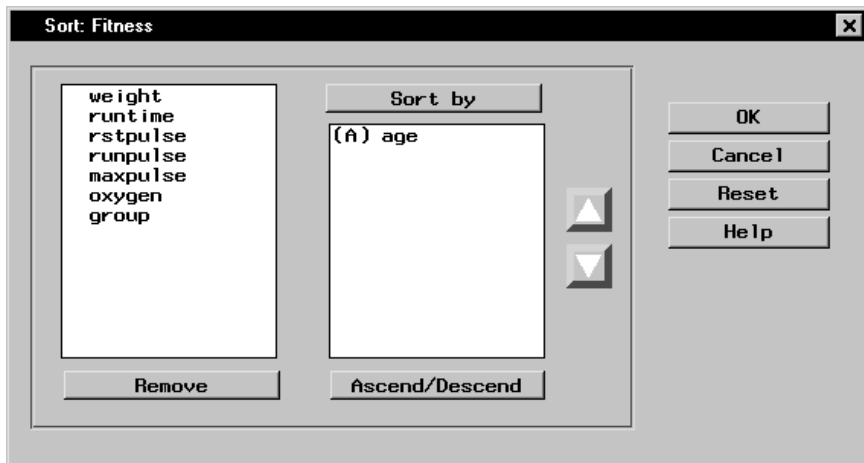 Sort: Fitness
weight
runtime
rstpulse
runpulse
maxpulse
oxygen
group
Remove
Sort by
(A) age
Ascend/Descend
OK
Cancel
Reset
Help